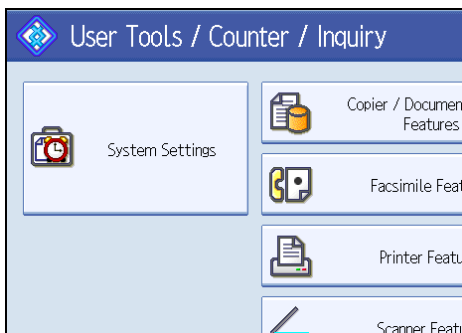 User Tools / Counter / Inquiry
System Settings
Copier / Documen
Features
Facsimile Feat
Printer Featu
Scanner Featu